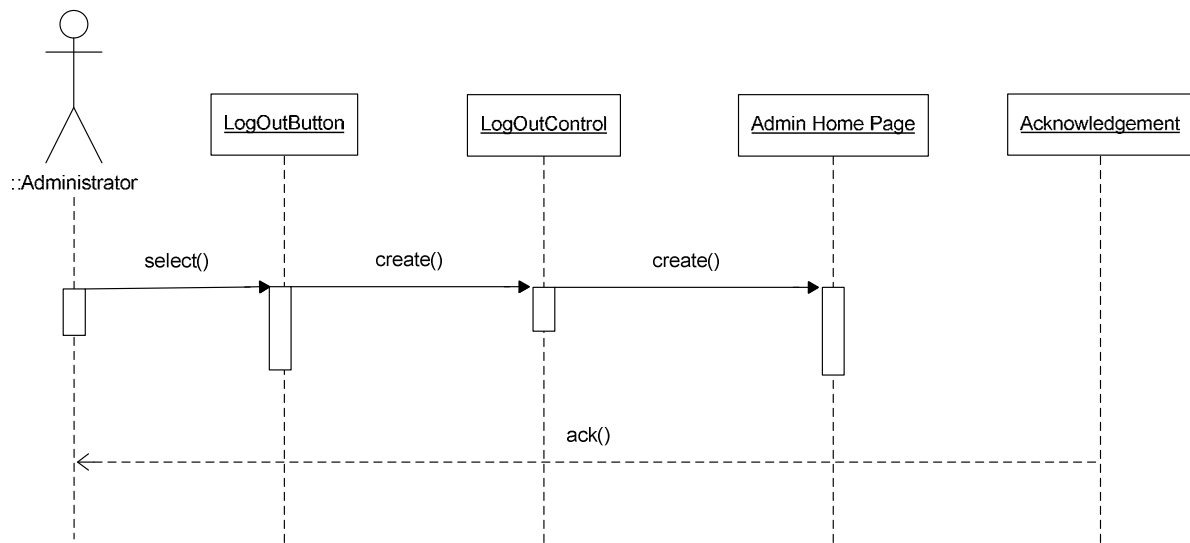 LogOutButton
LogOutControl
Admin Home Page
Acknowledgement
::Administrator
select()
create()
create()
ack()